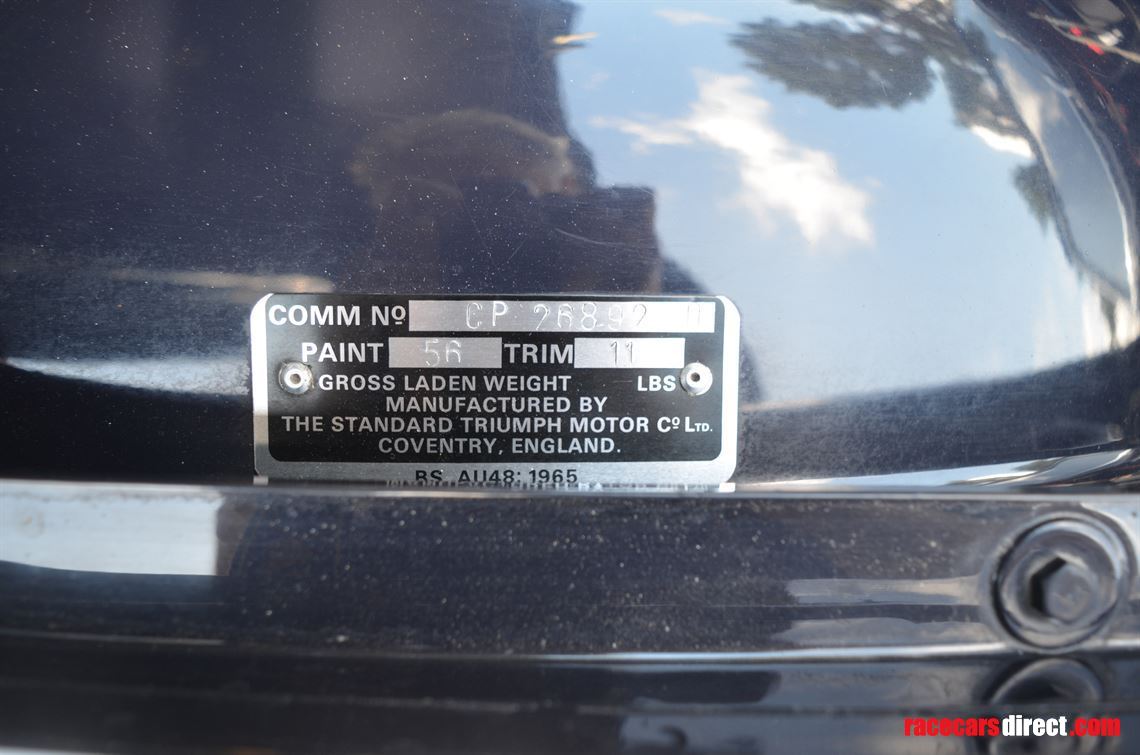 COMM Nº CP 26892 O
PAINT 56 TRIM 11
GROSS LADEN WEIGHT LBS
MANUFACTURED BY
THE STANDARD TRIUMPH MOTOR Cº LTD.
COVENTRY, ENGLAND.
BS. AU48: 1965
racecarsdirect.com